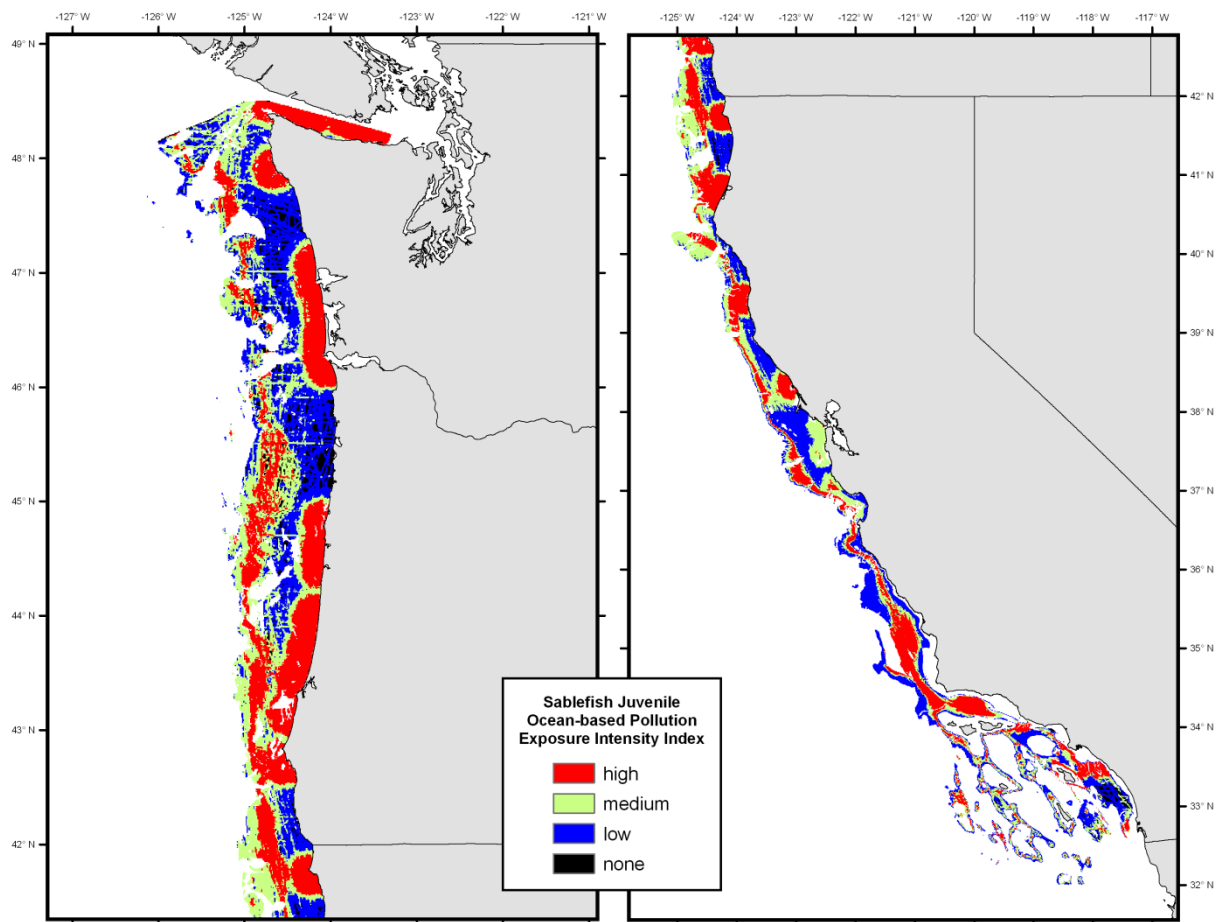 -127° W -126° W -125° W -124° W -123° W -122° W -121° W
-125° W -124° W -123° W -122° W -121° W -120° W -119° W -118° W -117° W
49° N
48° N
47° N
46° N
45° N
44° N
43° N
42° N
42° N
41° N
40° N
39° N
38° N
37° N
36° N
35° N
34° N
33° N
32° N
Sablefish Juvenile
Ocean-based Pollution
Exposure Intensity Index
high
medium
low
none